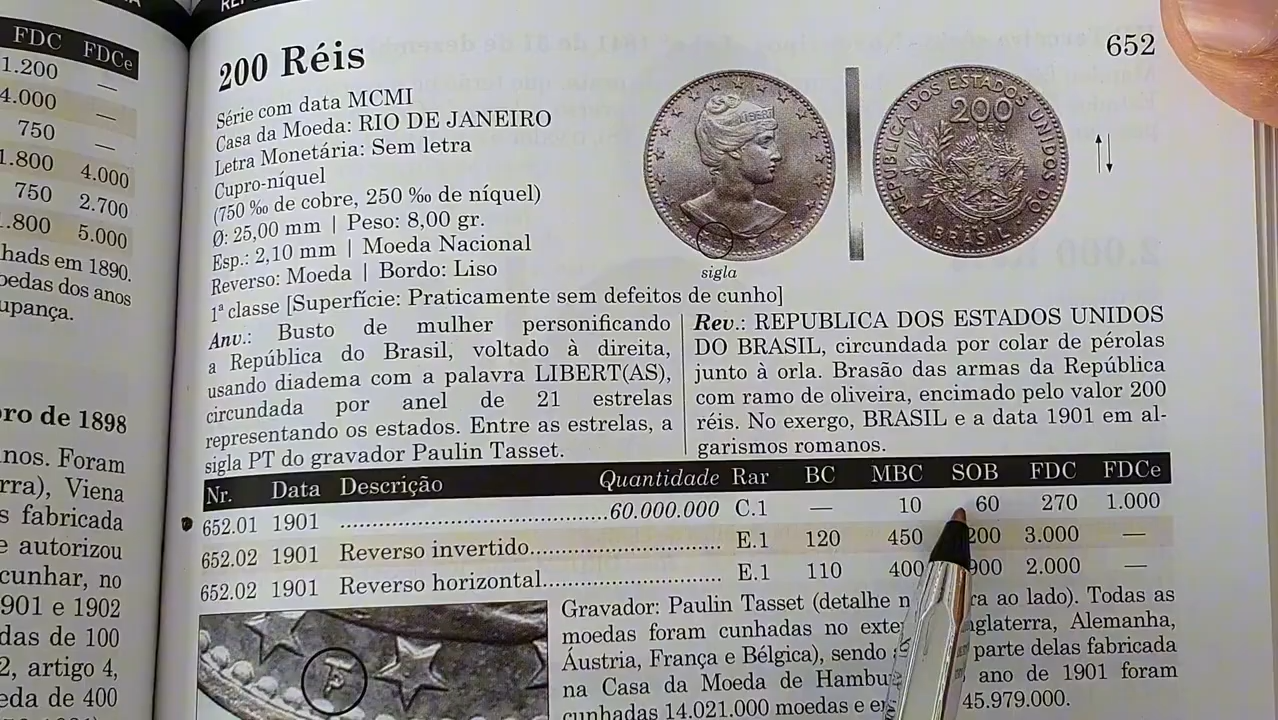 FDC FDCe
1.200 —
4.000 —
750 —
1.800 4.000
750 2.700
1.800 5.000
hads em 1890.
oedas dos anos
upança.
ro de 1898
nos. Foram
rra), Viena
s fabricada
e autorizou
cunhar, no
901 e 1902
das de 100
2, artigo 4,
eda de 400
200 Réis
652
Série com data MCMI
Casa da Moeda: RIO DE JANEIRO
Letra Monetária: Sem letra
Cupro-níquel
(750 ‰ de cobre, 250 ‰ de níquel)
Ø: 25,00 mm | Peso: 8,00 gr.
Esp.: 2,10 mm | Moeda Nacional
Reverso: Moeda | Bordo: Liso
1ª classe [Superfície: Praticamente sem defeitos de cunho]
LIBERT
sigla
REPUBLICA DOS ESTADOS UNIDOS DO
200
REIS
BRASIL
Anv.: Busto de mulher personificando
a República do Brasil, voltado à direita,
usando diadema com a palavra LIBERT(AS),
circundada por anel de 21 estrelas
representando os estados. Entre as estrelas, a
sigla PT do gravador Paulin Tasset.
Rev.: REPUBLICA DOS ESTADOS UNIDOS
DO BRASIL, circundada por colar de pérolas
junto à orla. Brasão das armas da República
com ramo de oliveira, encimado pelo valor 200
réis. No exergo, BRASIL e a data 1901 em al-
garismos romanos.
Nr. Data Descrição Quantidade Rar BC MBC SOB FDC FDCe
652.01 1901 ........................................60.000.000 C.1 — 10 60 270 1.000
652.02 1901 Reverso invertido............................. E.1 120 450 200 3.000 —
652.02 1901 Reverso horizontal........................... E.1 110 400 900 2.000 —
Gravador: Paulin Tasset (detalhe n ra ao lado). Todas as
moedas foram cunhadas no exte nglaterra, Alemanha,
Áustria, França e Bélgica), sendo parte delas fabricada
na Casa da Moeda de Hambu ano de 1901 foram
cunhadas 14.021.000 moedas e e 45.979.000.